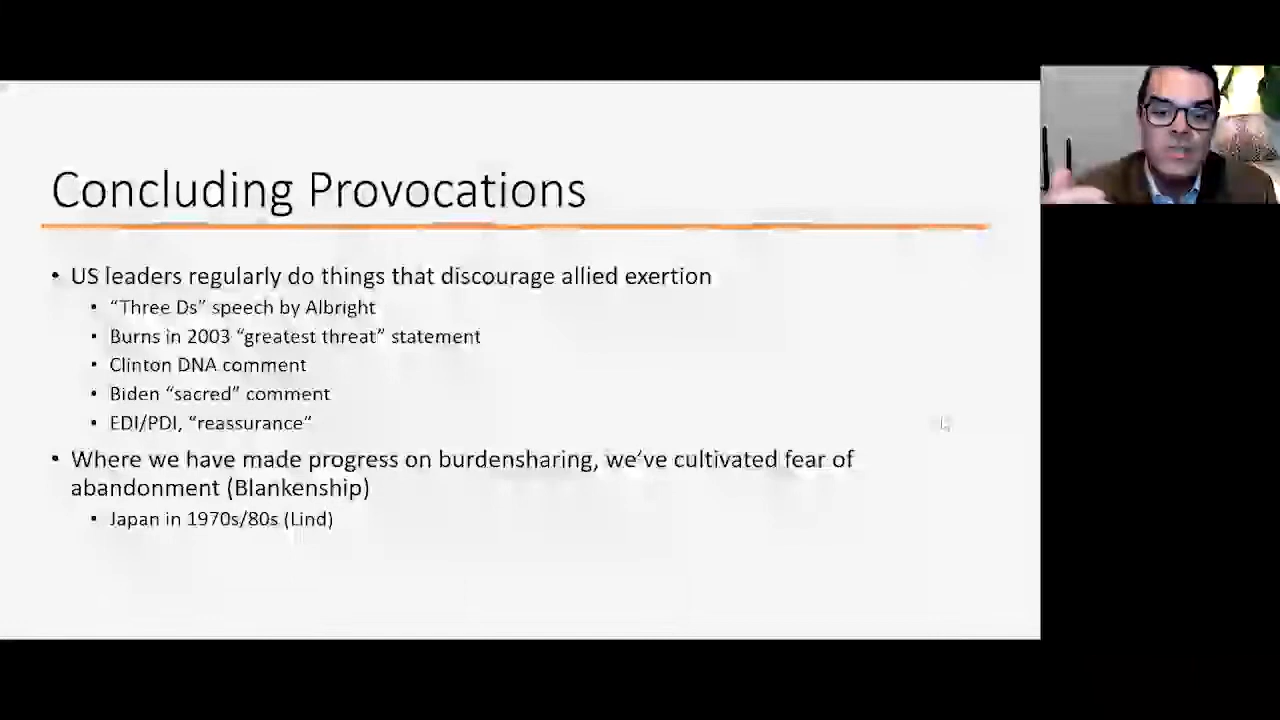 Concluding Provocations
• US leaders regularly do things that discourage allied exertion
• “Three Ds” speech by Albright
• Burns in 2003 “greatest threat” statement
• Clinton DNA comment
• Biden “sacred” comment
• EDI/PDI, “reassurance”
• Where we have made progress on burdensharing, we’ve cultivated fear of
abandonment (Blankenship)
• Japan in 1970s/80s (Lind)